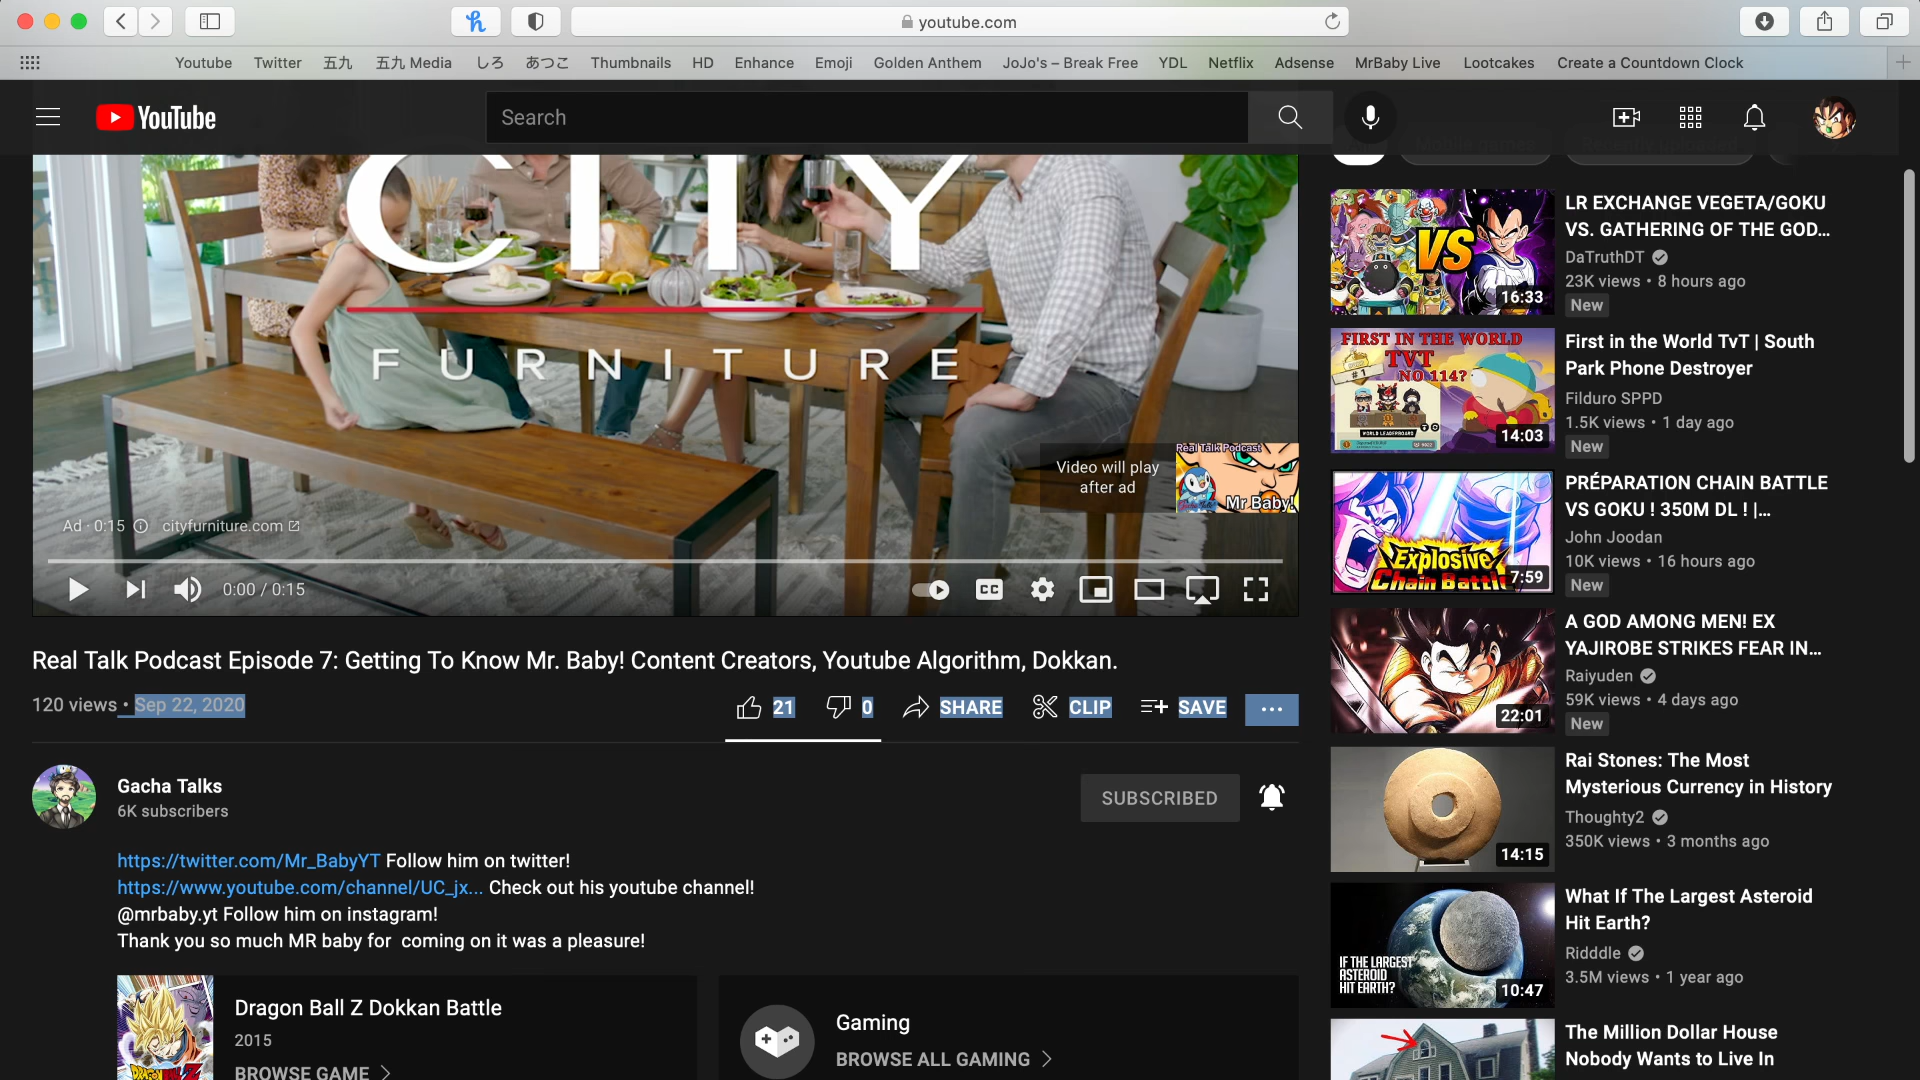 youtube.com
Youtube
Twitter
五九
五九 Media
しろ
あつこ
Thumbnails
HD
Enhance
Emoji
Golden Anthem
JoJo's – Break Free
YDL
Netflix
Adsense
MrBaby Live
Lootcakes
Create a Countdown Clock
YouTube
Search
CITY
FURNITURE
Video will play
after ad
Real Talk Podcast
Mr Baby!
Ad · 0:15
cityfurniture.com
0:00 / 0:15
CC
Real Talk Podcast Episode 7: Getting To Know Mr. Baby! Content Creators, Youtube Algorithm, Dokkan.
120 views • Sep 22, 2020
21
0
SHARE
CLIP
SAVE
Gacha Talks
6K subscribers
SUBSCRIBED
https://twitter.com/Mr_BabyYT Follow him on twitter!
https://www.youtube.com/channel/UC_jx... Check out his youtube channel!
@mrbaby.yt Follow him on instagram!
Thank you so much MR baby for  coming on it was a pleasure!
Dragon Ball Z Dokkan Battle
2015
BROWSE GAME
Gaming
BROWSE ALL GAMING
VS
16:33
LR EXCHANGE VEGETA/GOKU
VS. GATHERING OF THE GOD...
DaTruthDT
23K views • 8 hours ago
New
FIRST IN THE WORLD
TVT
NO.114?
#1
WORLD LEADERBOARD
14:03
First in the World TvT | South
Park Phone Destroyer
Filduro SPPD
1.5K views • 1 day ago
New
Explosive
Chain Battle
7:59
PRÉPARATION CHAIN BATTLE
VS GOKU ! 350M DL ! |...
John Joodan
10K views • 16 hours ago
New
22:01
A GOD AMONG MEN! EX
YAJIROBE STRIKES FEAR IN...
Raiyuden
59K views • 4 days ago
New
14:15
Rai Stones: The Most
Mysterious Currency in History
Thoughty2
350K views • 3 months ago
IF THE LARGEST
ASTEROID
HIT EARTH?
10:47
What If The Largest Asteroid
Hit Earth?
Ridddle
3.5M views • 1 year ago
The Million Dollar House
Nobody Wants to Live In